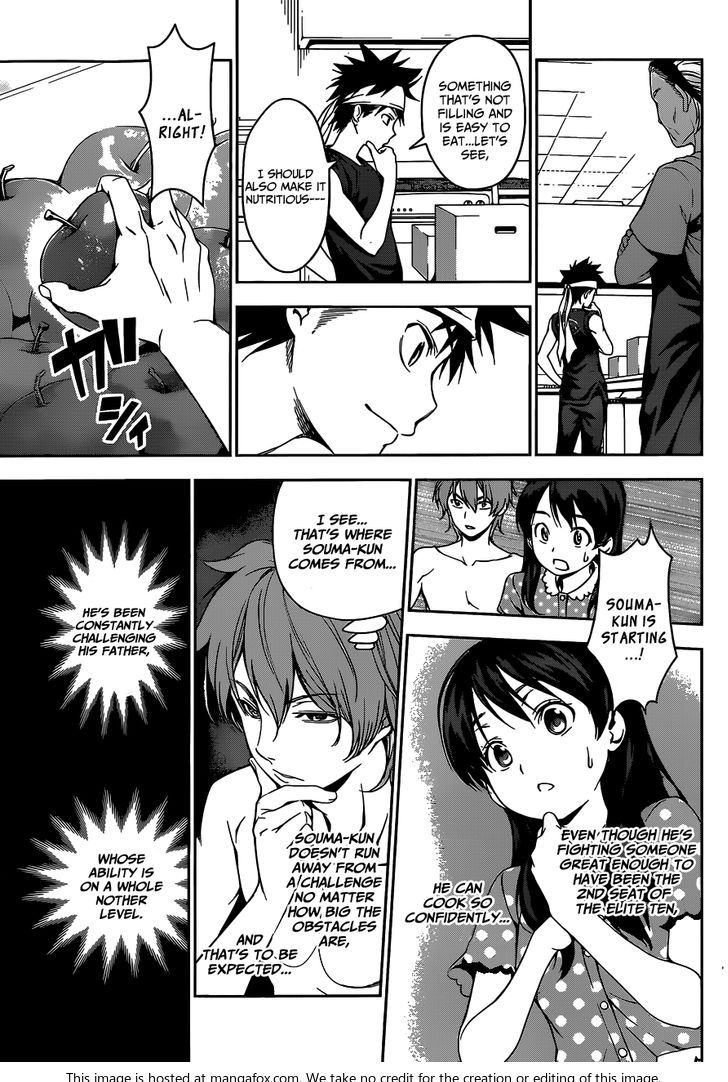 SOMETHING
THAT'S NOT
FILLING AND
IS EASY TO
EAT...LET'S
SEE,
I SHOULD
ALSO MAKE IT
NUTRITIOUS---
...AL-
RIGHT!
ガシィ
SOUMA-
KUN IS
STARTING
...!
EVEN THOUGH HE'S
FIGHTING SOMEONE
GREAT ENOUGH TO
HAVE BEEN THE
2ND SEAT OF
THE ELITE TEN,
HE CAN
COOK SO
CONFIDENTLY...
I SEE...
THAT'S WHERE
SOUMA-KUN
COMES FROM...
SOUMA-KUN
DOESN'T RUN
AWAY FROM
A CHALLENGE
NO MATTER
HOW BIG THE
OBSTACLES
ARE,
AND
THAT'S TO BE
EXPECTED...
HE'S BEEN
CONSTANTLY
CHALLENGING
HIS FATHER,
WHOSE
ABILITY IS
ON A WHOLE
NOTHER
LEVEL.
This image is hosted at mangafox.com. We take no credit for the creation or editing of this image.